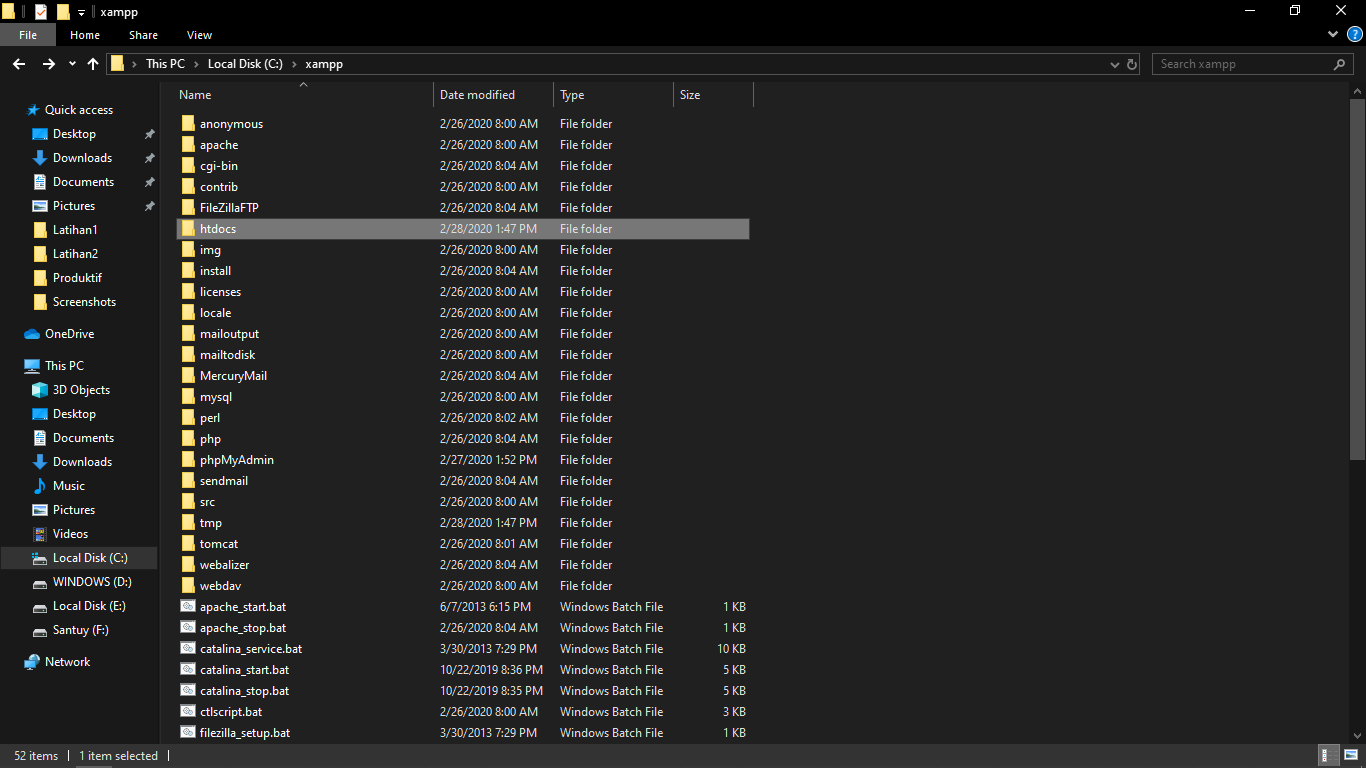 xampp
File Home Share View
This PC Local Disk (C:) xampp
Search xampp
Quick access
Desktop
Downloads
Documents
Pictures
Latihan1
Latihan2
Produktif
Screenshots
OneDrive
This PC
3D Objects
Desktop
Documents
Downloads
Music
Pictures
Videos
Local Disk (C:)
WINDOWS (D:)
Local Disk (E:)
Santuy (F:)
Network
Name Date modified Type Size
anonymous 2/26/2020 8:00 AM File folder
apache 2/26/2020 8:00 AM File folder
cgi-bin 2/26/2020 8:04 AM File folder
contrib 2/26/2020 8:00 AM File folder
FileZillaFTP 2/26/2020 8:04 AM File folder
htdocs 2/28/2020 1:47 PM File folder
img 2/26/2020 8:00 AM File folder
install 2/26/2020 8:04 AM File folder
licenses 2/26/2020 8:00 AM File folder
locale 2/26/2020 8:00 AM File folder
mailoutput 2/26/2020 8:00 AM File folder
mailtodisk 2/26/2020 8:00 AM File folder
MercuryMail 2/26/2020 8:04 AM File folder
mysql 2/26/2020 8:00 AM File folder
perl 2/26/2020 8:02 AM File folder
php 2/26/2020 8:04 AM File folder
phpMyAdmin 2/27/2020 1:52 PM File folder
sendmail 2/26/2020 8:04 AM File folder
src 2/26/2020 8:00 AM File folder
tmp 2/28/2020 1:47 PM File folder
tomcat 2/26/2020 8:01 AM File folder
webalizer 2/26/2020 8:04 AM File folder
webdav 2/26/2020 8:00 AM File folder
apache_start.bat 6/7/2013 6:15 PM Windows Batch File 1 KB
apache_stop.bat 2/26/2020 8:04 AM Windows Batch File 1 KB
catalina_service.bat 3/30/2013 7:29 PM Windows Batch File 10 KB
catalina_start.bat 10/22/2019 8:36 PM Windows Batch File 5 KB
catalina_stop.bat 10/22/2019 8:35 PM Windows Batch File 5 KB
ctlscript.bat 2/26/2020 8:00 AM Windows Batch File 3 KB
filezilla_setup.bat 3/30/2013 7:29 PM Windows Batch File 1 KB
52 items 1 item selected